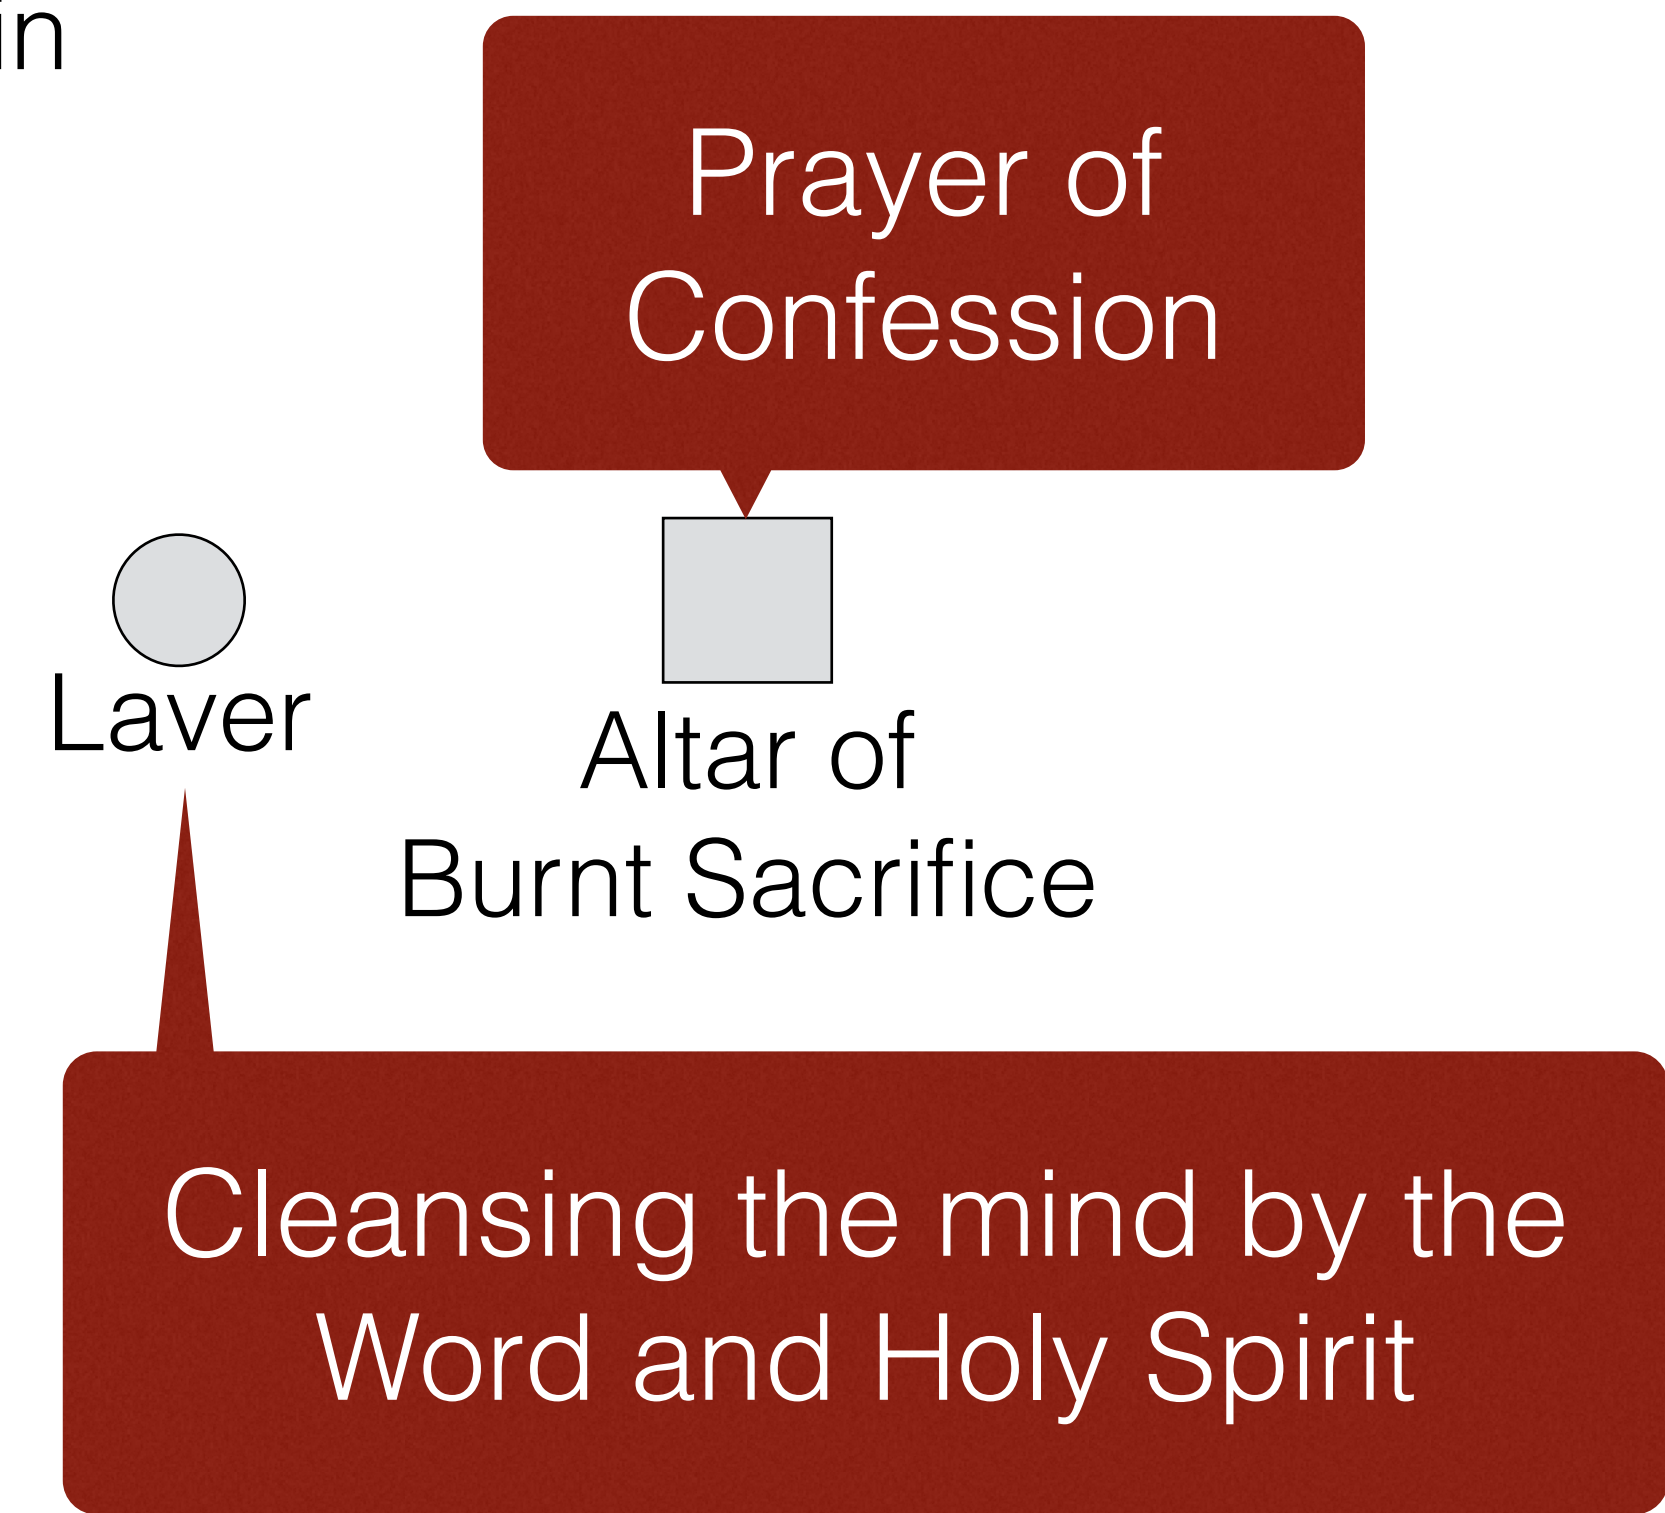 in
Prayer of
Confession
Laver
Altar of
Burnt Sacrifice
Cleansing the mind by the
Word and Holy Spirit